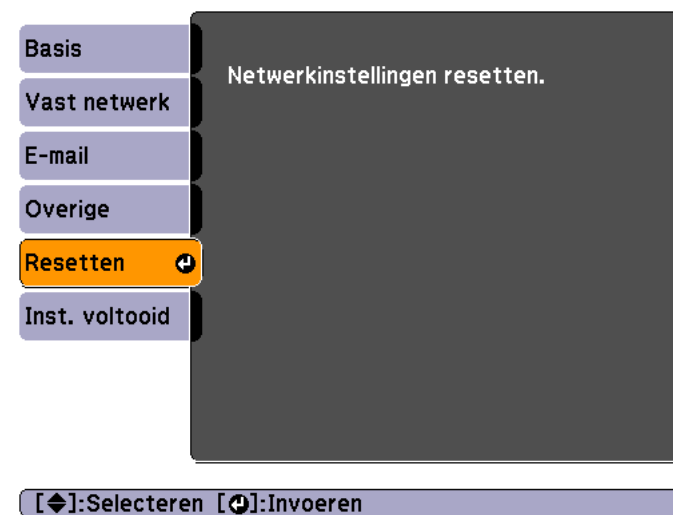 Basis
Vast netwerk
E-mail
Overige
Resetten
Inst. voltooid
Netwerkinstellingen resetten.
[◆]:Selecteren [⏎]:Invoeren